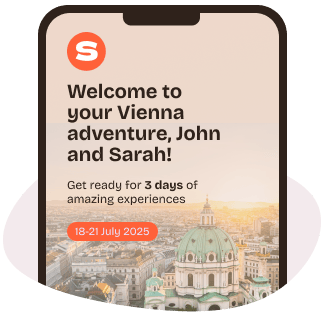 S
Welcome to
your Vienna
adventure, John
and Sarah!
Get ready for 3 days of
amazing experiences
18-21 July 2025